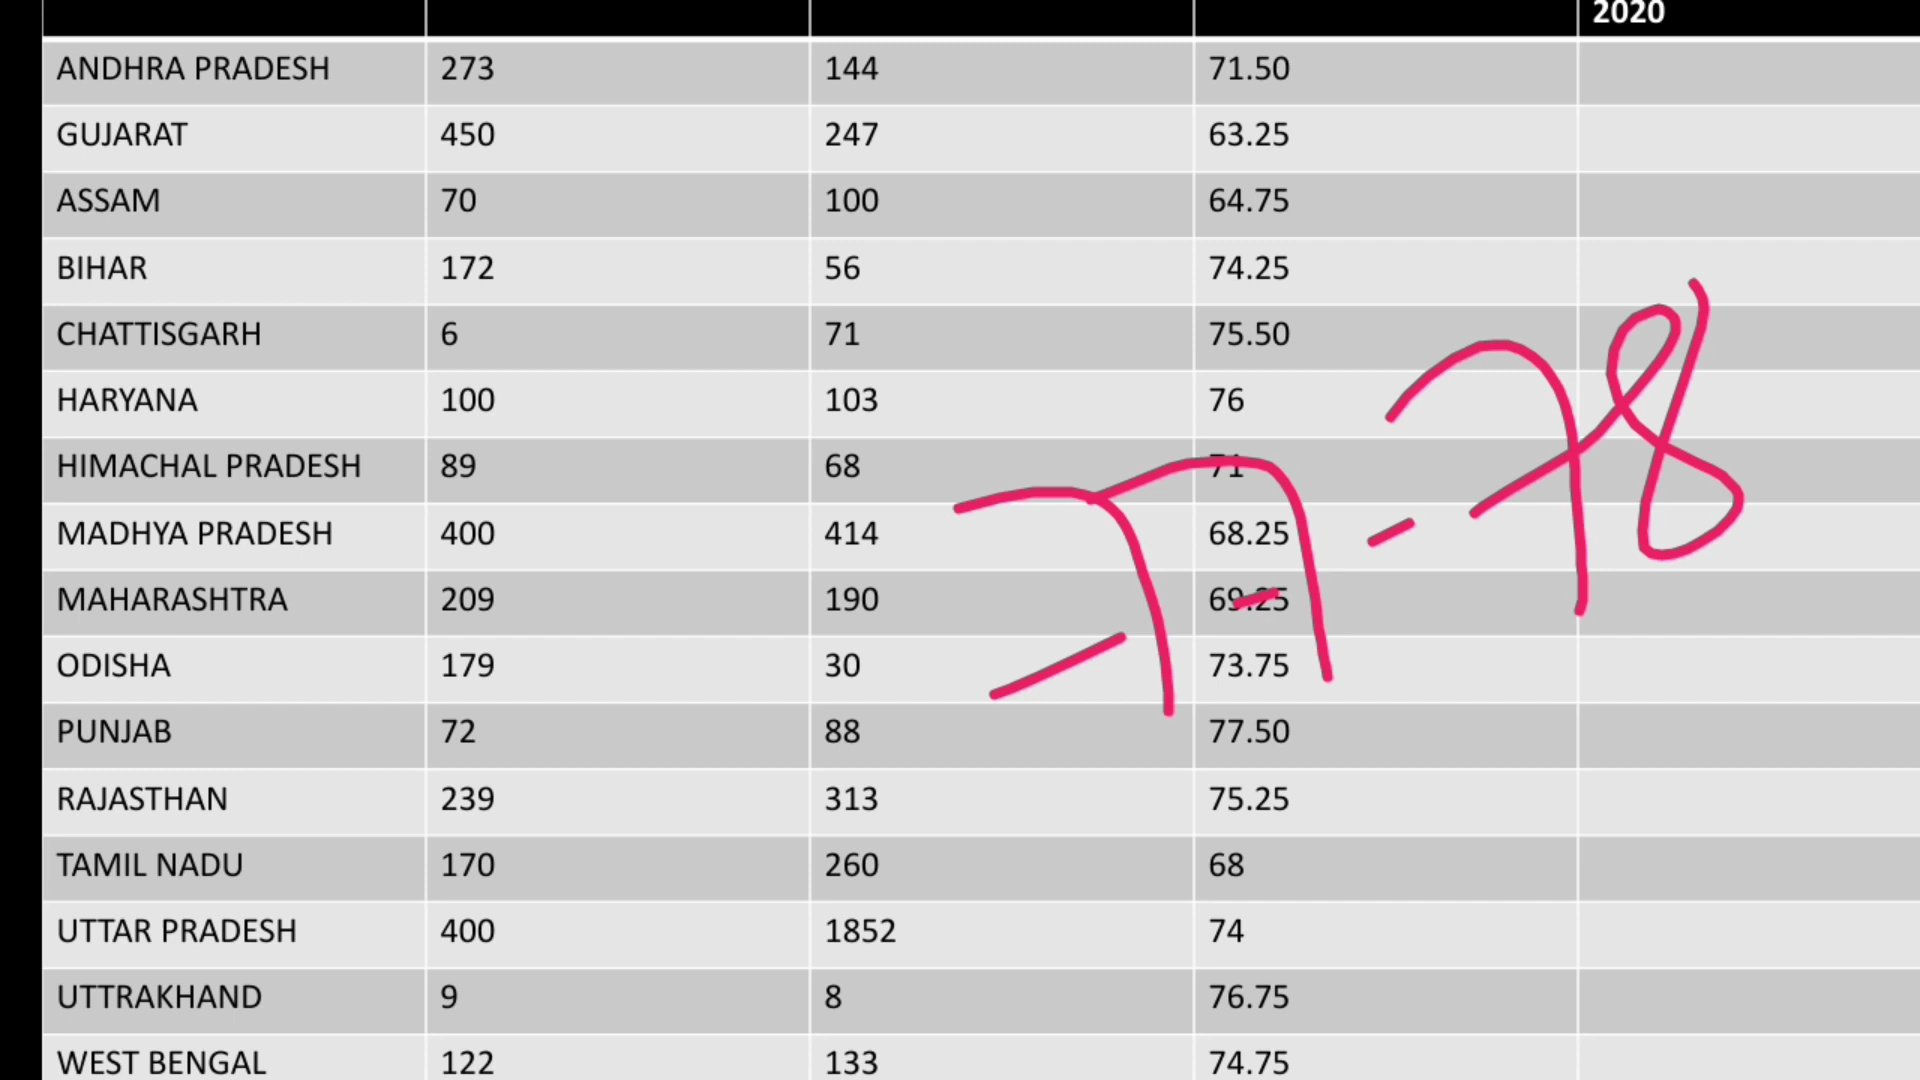 2020
ANDHRA PRADESH 273 144 71.50
GUJARAT 450 247 63.25
ASSAM 70 100 64.75
BIHAR 172 56 74.25
CHATTISGARH 6 71 75.50
HARYANA 100 103 76
HIMACHAL PRADESH 89 68 71
MADHYA PRADESH 400 414 68.25
MAHARASHTRA 209 190 69.25
ODISHA 179 30 73.75
PUNJAB 72 88 77.50
RAJASTHAN 239 313 75.25
TAMIL NADU 170 260 68
UTTAR PRADESH 400 1852 74
UTTRAKHAND 9 8 76.75
WEST BENGAL 122 133 74.75
77-78